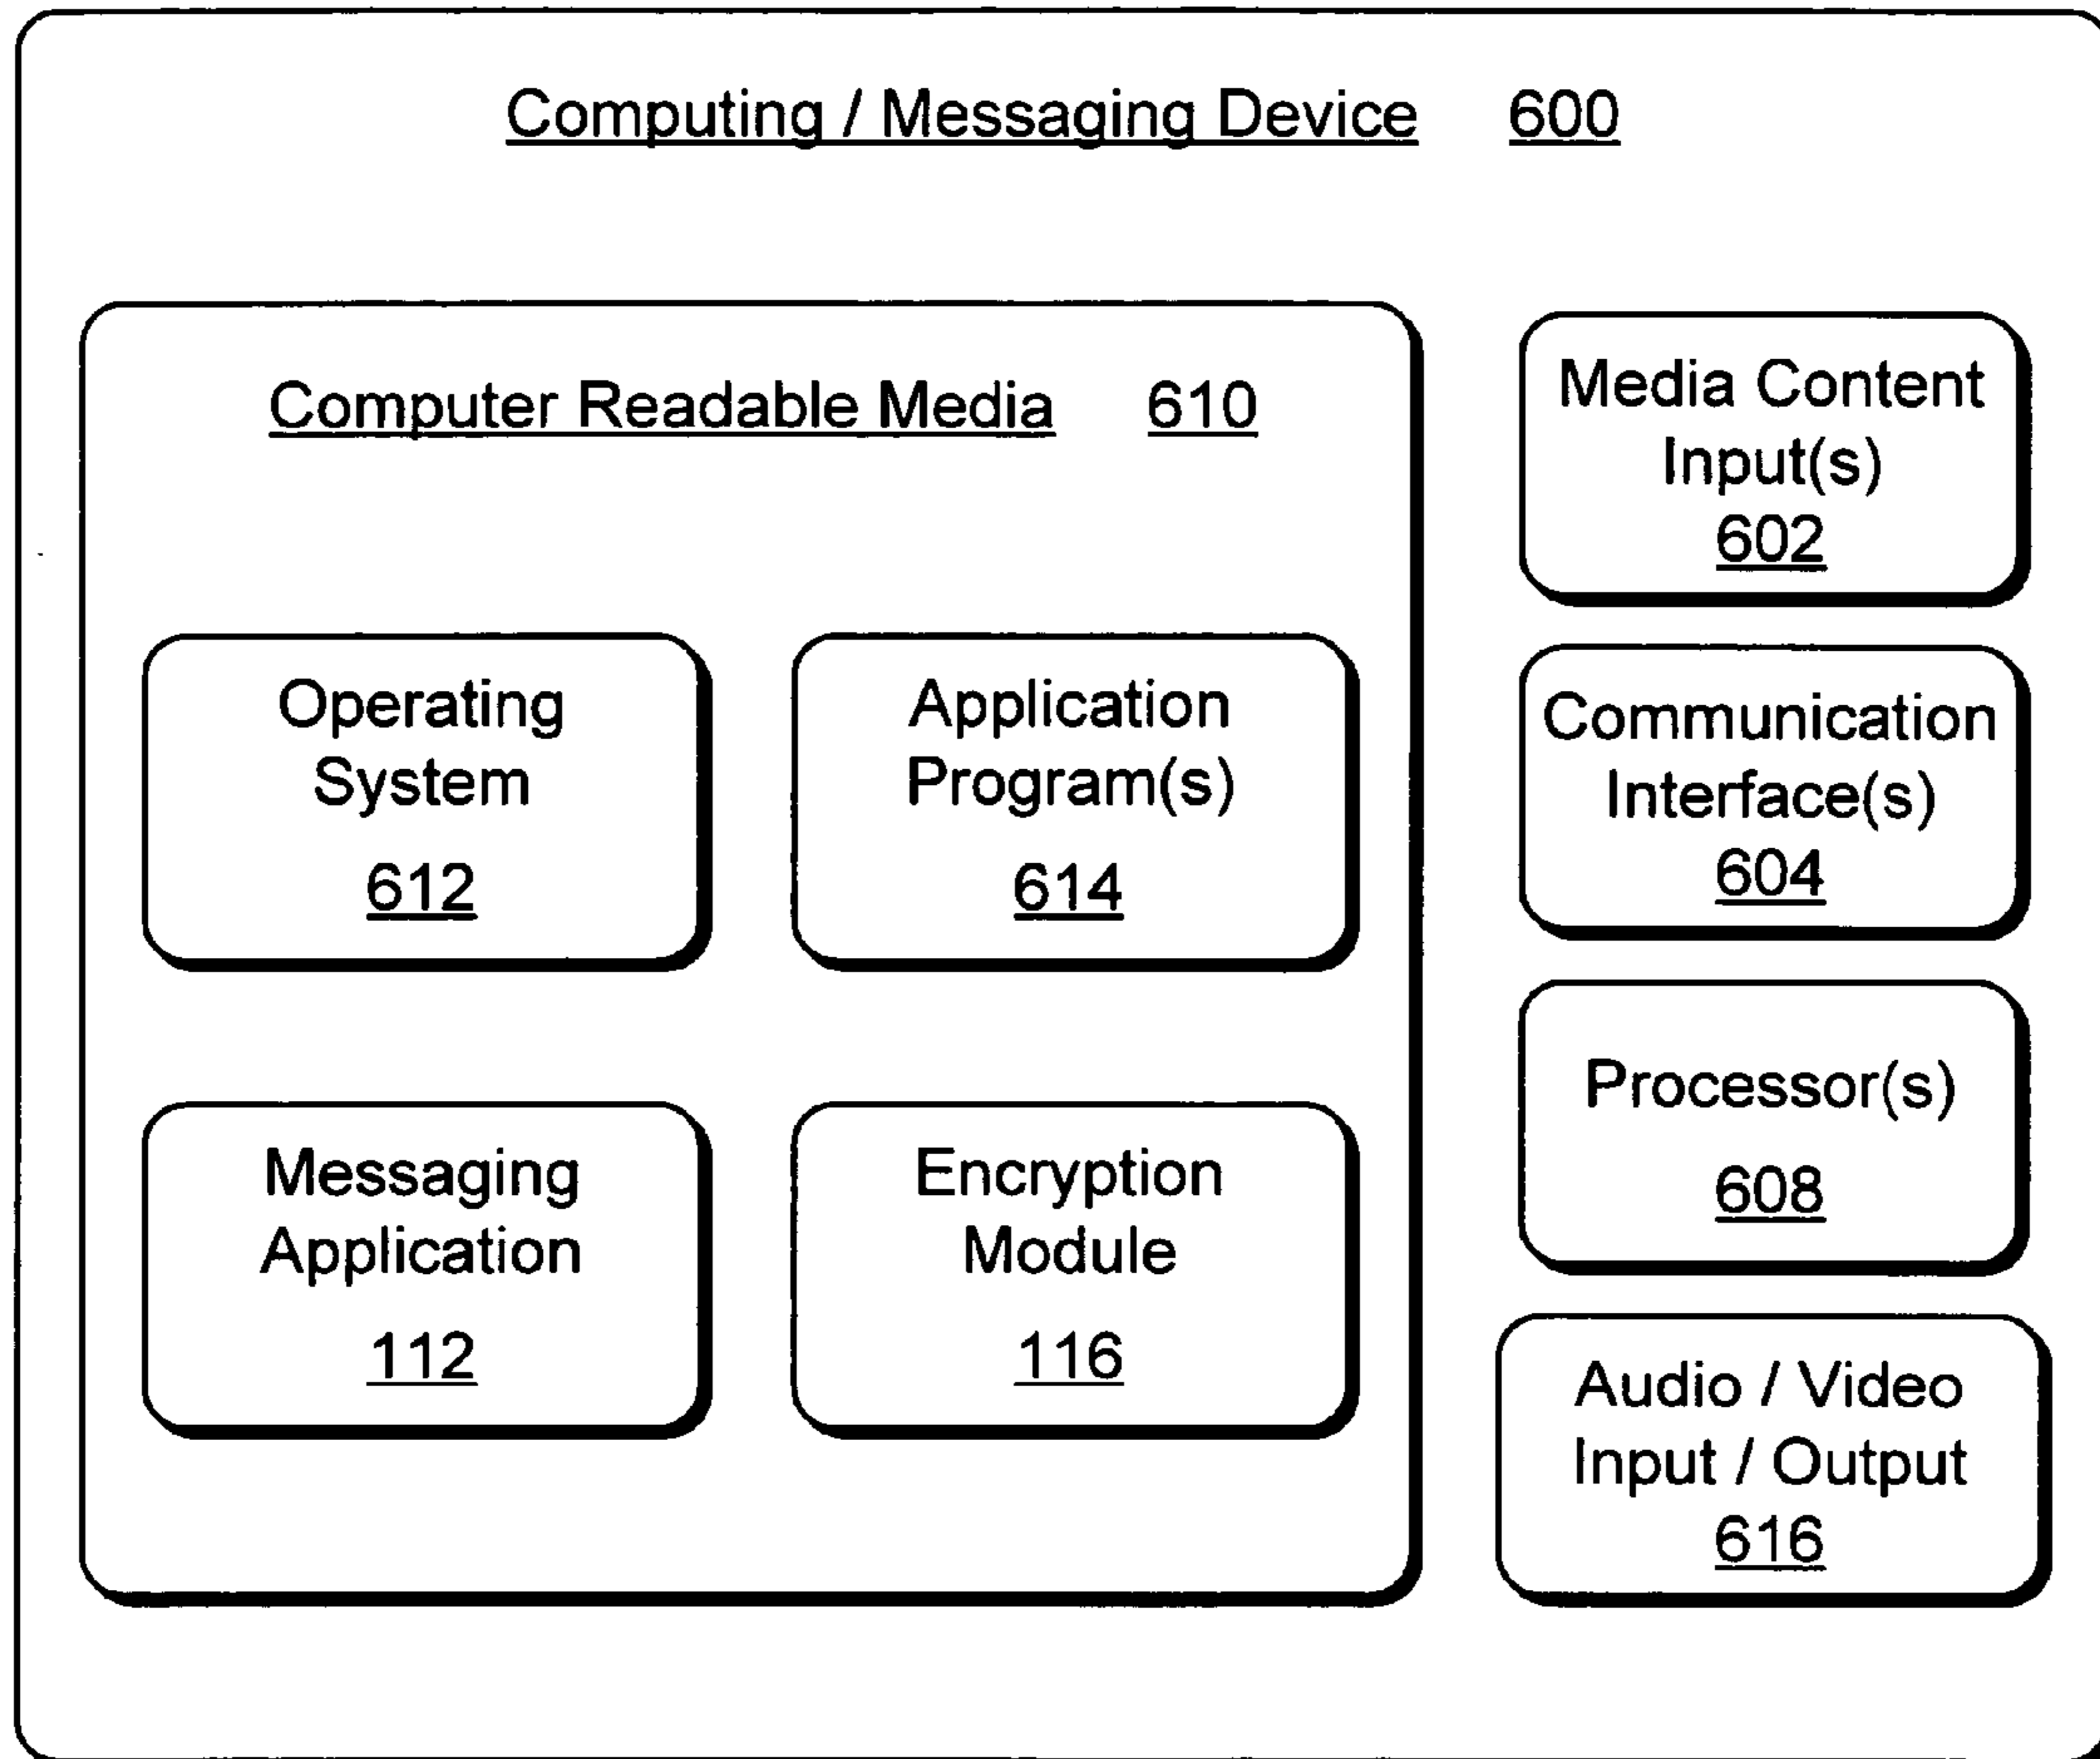 Computing / Messaging Device 600
Computer Readable Media 610
Operating
System
612
Application
Program(s)
614
Messaging
Application
112
Encryption
Module
116
Media Content
Input(s)
602
Communication
Interface(s)
604
Processor(s)
608
Audio / Video
Input / Output
616